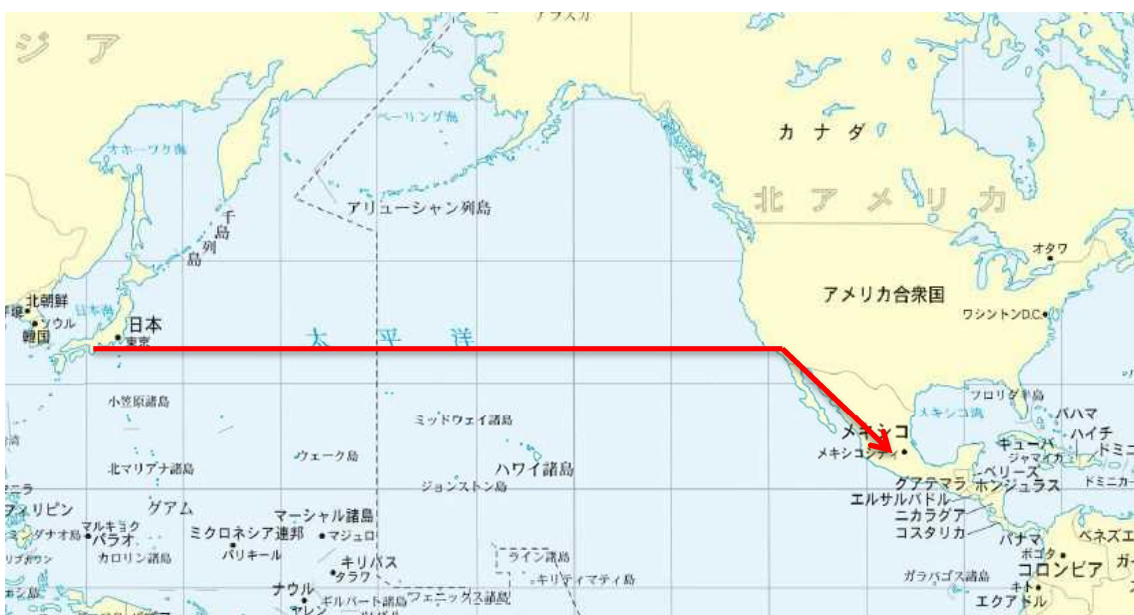 アラスカ
ジア
ベーリング海
カナダ
オホーツク海
北アメリカ
アリューシャン列島
千島列島
オタワ
アメリカ合衆国
北朝鮮
日本海
ワシントンD.C.
ソウル
日本
韓国
東京
太平洋
小笠原諸島
フロリダ半島
メキシコ湾
バハマ
ミッドウェイ諸島
メキシコ
ハイチ
キューバ
メキシコシティ
ジャマイカ
ドミニ
ウェーク島
北マリアナ諸島
ハワイ諸島
ベリーズ
グアテマラ
ホンジュラス
ドミニカ
ジョンストン島
エルサルバドル
グアム
フィリピン
マーシャル諸島
ニカラグア
マルキョク
ミクロネシア連邦
マジュロ
コスタリカ
ミンダナオ島
パラオ
パナマ
ベネズエ
パリキール
カロリン諸島
ライン諸島
ボゴタ
キリバス
コロンビア
タラワ
キリティマティ島
ガラパゴス諸島
ナウル
キト
フェニックス諸島
ギルバート諸島
エクアドル
ヤレン